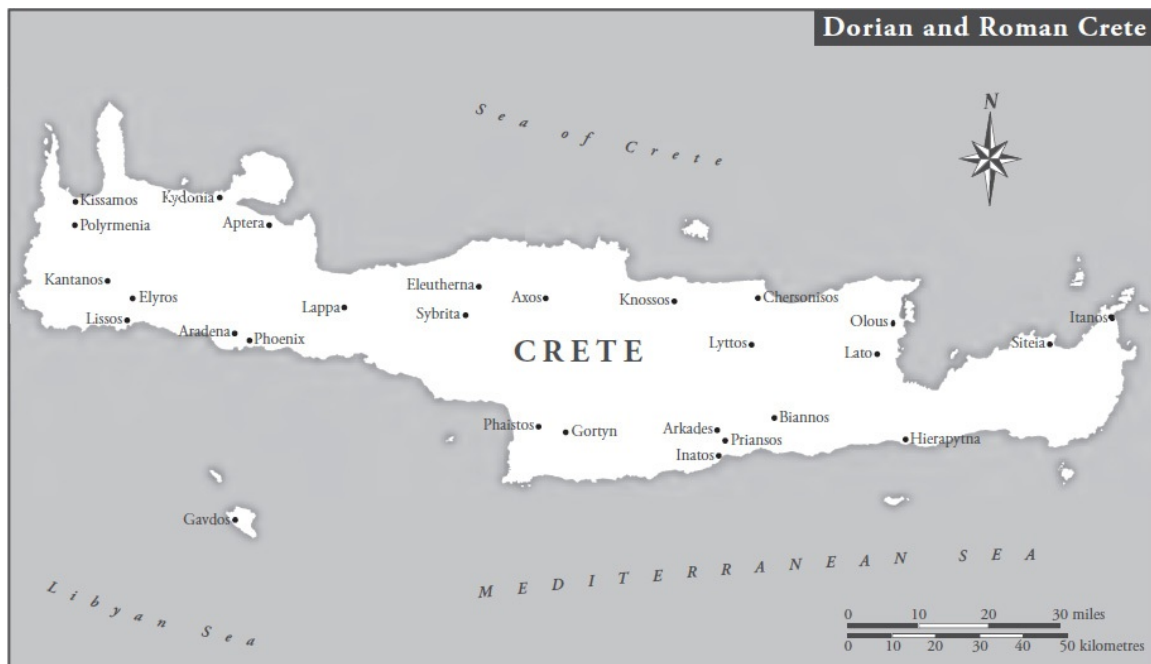 Dorian and Roman Crete
Sea of Crete
N
Kissamos
Kydonia
Polyrmenia
Aptera
Kantanos
Elyros
Lissos
Aradena
Phoenix
Lappa
Eleutherna
Sybrita
Axos
Knossos
Chersonisos
Lyttos
Olous
Lato
Siteia
Itanos
CRETE
Phaistos
Gortyn
Arkades
Priansos
Inatos
Biannos
Hierapytna
Gavdos
MEDITERRANEAN SEA
Libyan Sea
0 10 20 30 miles
0 10 20 30 40 50 kilometres